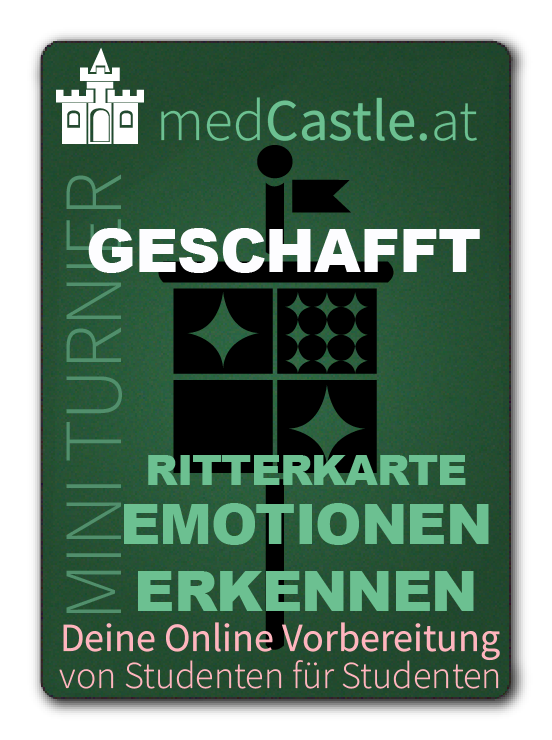 medCastle.at
MINI TURNIER
GESCHAFFT
RITTERKARTE
EMOTIONEN
ERKENNEN
Deine Online Vorbereitung
von Studenten für Studenten